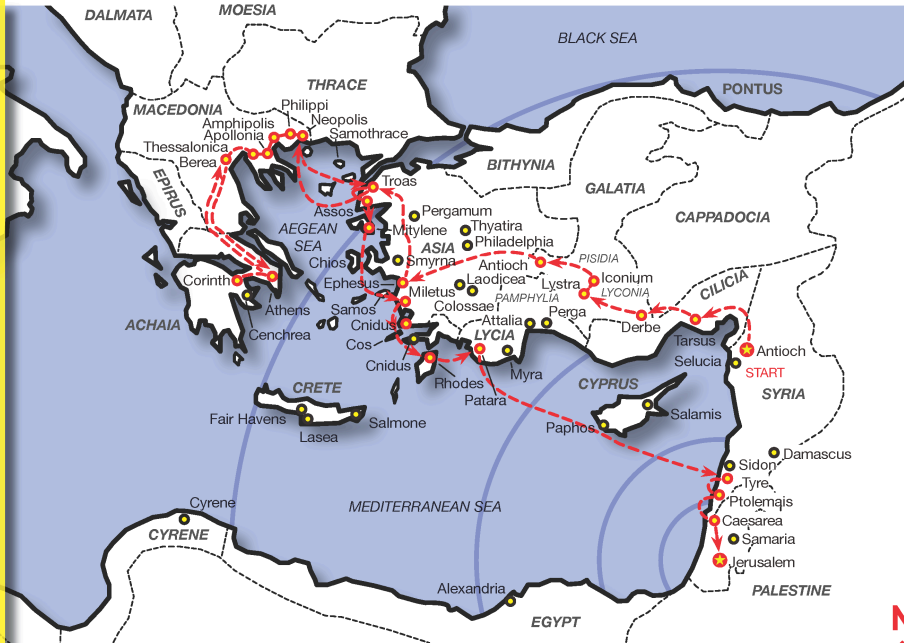 DALMATA
MOESIA
BLACK SEA
THRACE
PONTUS
MACEDONIA
Philippi
Amphipolis
Neopolis
Apollonia
Samothrace
Thessalonica
Berea
BITHYNIA
EPIRUS
Troas
GALATIA
Assos
Pergamum
CAPPADOCIA
AEGEAN
SEA
Mitylene
Thyatira
ASIA
Philadelphia
Chios
Smyrna
Antioch
PISIDIA
Corinth
Ephesus
Laodicea
Lystra
Iconium
CILICIA
Miletus
PAMPHYLIA
LYCONIA
Athens
Samos
Colossae
ACHAIA
Cnidus
Attalia
Perga
Derbe
Cenchrea
Cos
LYCIA
Tarsus
Antioch
Cnidus
Selucia
START
Myra
CRETE
Rhodes
CYPRUS
SYRIA
Patara
Fair Havens
Salmone
Salamis
Lasea
Paphos
Damascus
Sidon
Tyre
Cyrene
MEDITERRANEAN SEA
Ptolemais
CYRENE
Caesarea
Samaria
Jerusalem
Alexandria
PALESTINE
EGYPT